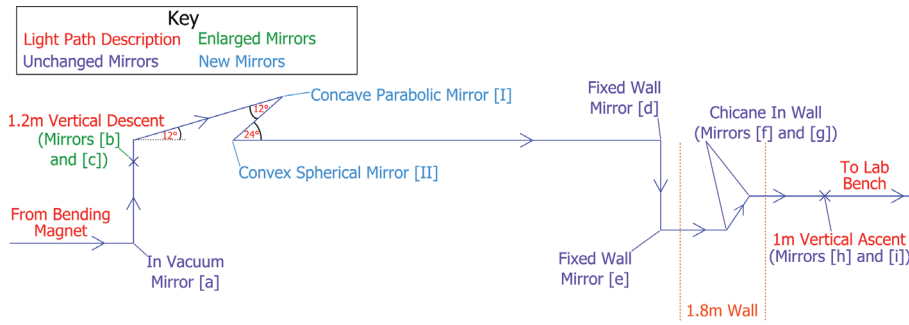 Key
Light Path Description
Enlarged Mirrors
Unchanged Mirrors
New Mirrors
1.2m Vertical Descent
(Mirrors [b]
and [c])
12°
12°
24°
Concave Parabolic Mirror [I]
Convex Spherical Mirror [II]
From Bending
Magnet
In Vacuum
Mirror [a]
Fixed Wall
Mirror [d]
Chicane In Wall
(Mirrors [f] and [g])
To Lab
Bench
Fixed Wall
Mirror [e]
1m Vertical Ascent
(Mirrors [h] and [i])
1.8m Wall